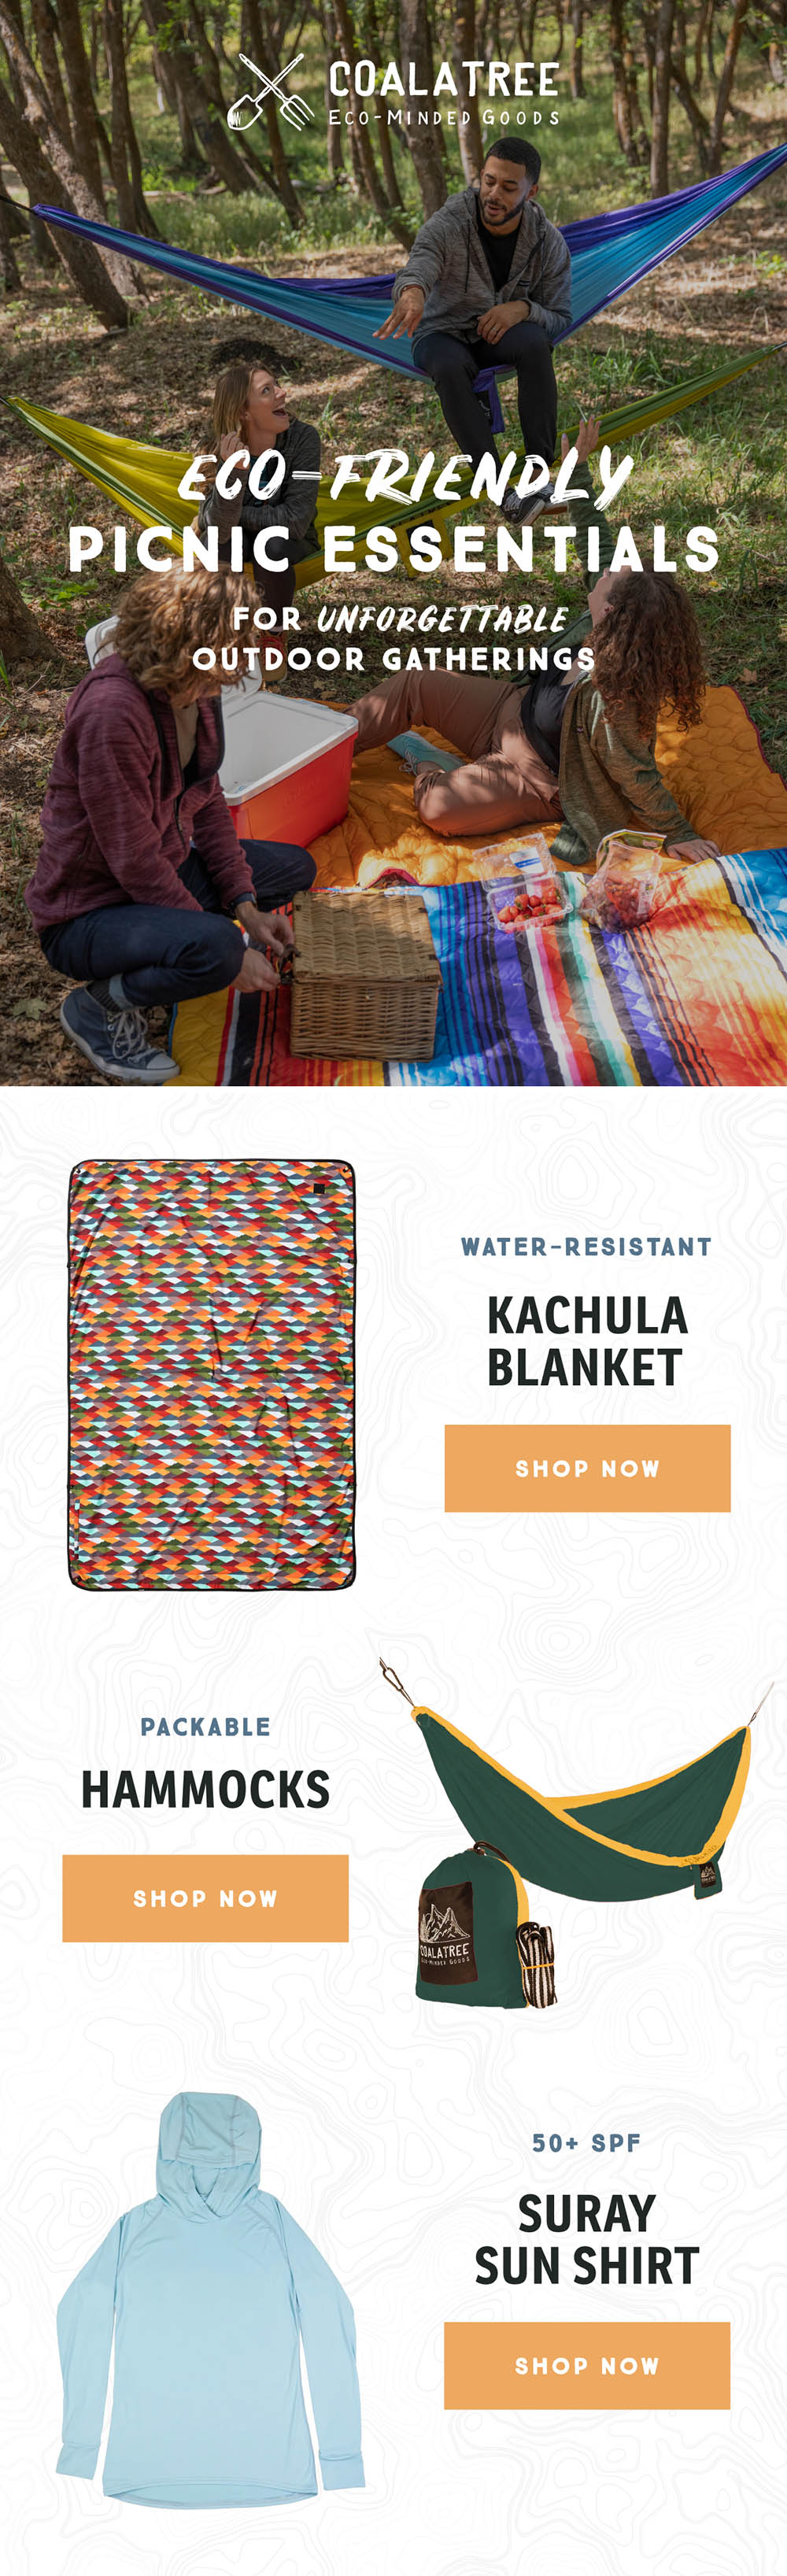 COALATREE
ECO-MINDED GOODS
ECO-FRIENDLY
PICNIC ESSENTIALS
FOR UNFORGETTABLE
OUTDOOR GATHERINGS
WATER-RESISTANT
KACHULA
BLANKET
SHOP NOW
PACKABLE
HAMMOCKS
SHOP NOW
COALATREE
ECO-MINDED GOODS
50+ SPF
SURAY
SUN SHIRT
SHOP NOW